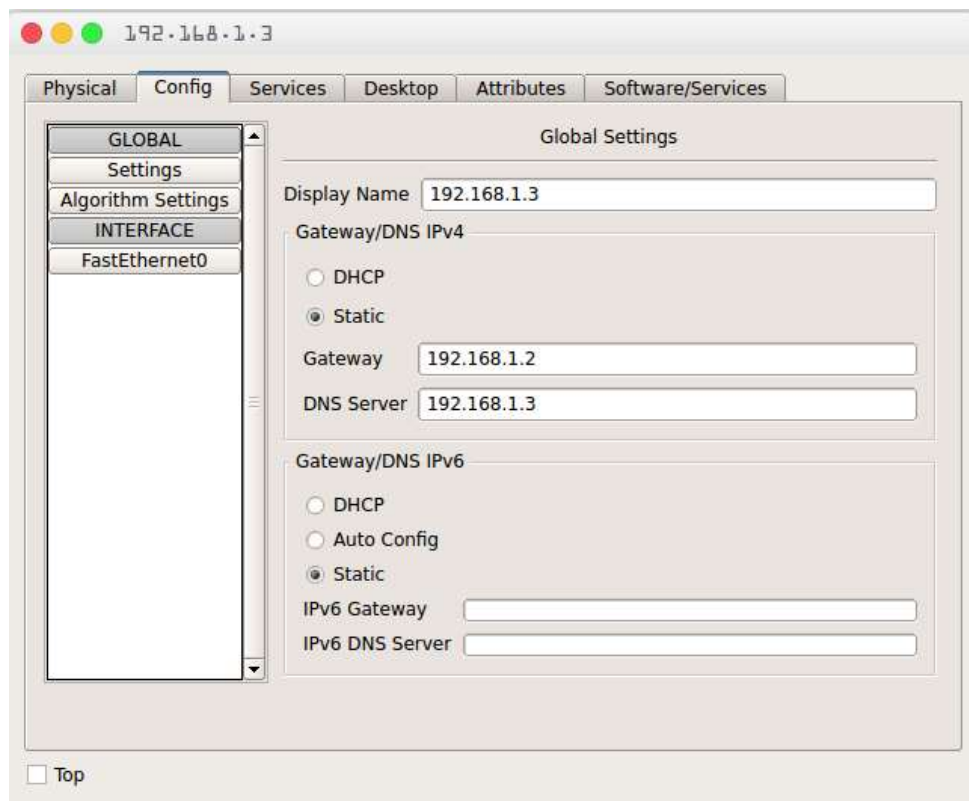 192.168.1.3
Physical Config Services Desktop Attributes Software/Services
GLOBAL
Settings
Algorithm Settings
INTERFACE
FastEthernet0
Global Settings
Display Name 192.168.1.3
Gateway/DNS IPv4
DHCP
Static
Gateway 192.168.1.2
DNS Server 192.168.1.3
Gateway/DNS IPv6
DHCP
Auto Config
Static
IPv6 Gateway
IPv6 DNS Server
Top